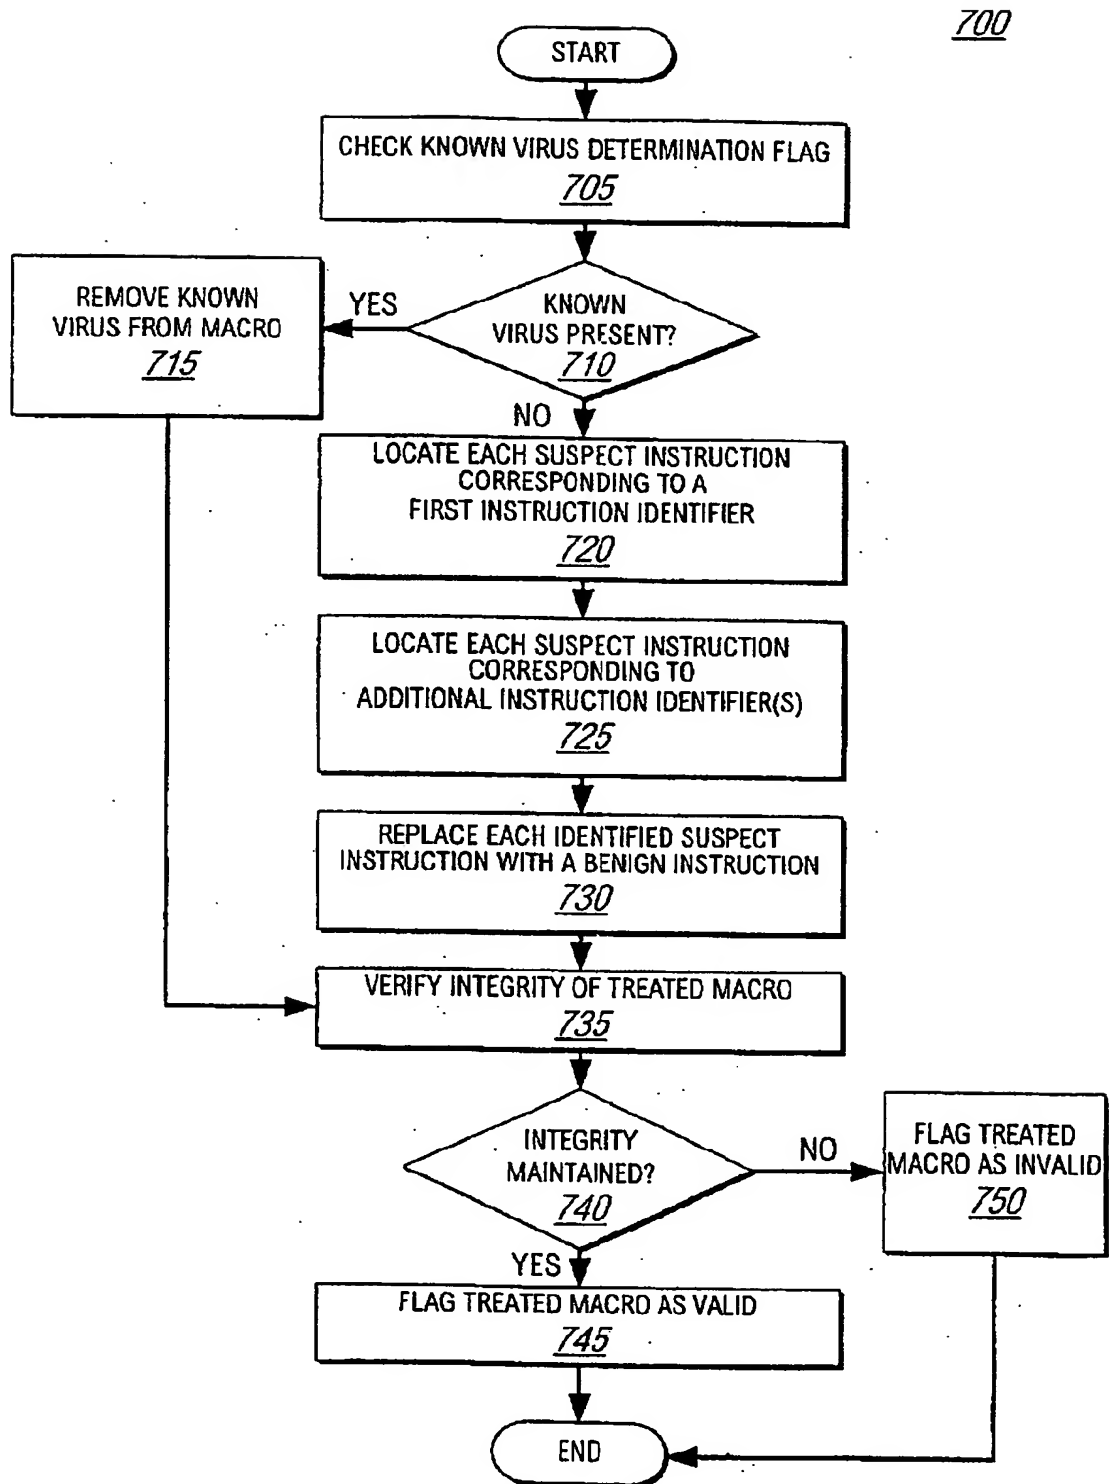 700
START
CHECK KNOWN VIRUS DETERMINATION FLAG
705
REMOVE KNOWN
VIRUS FROM MACRO
715
YES
KNOWN
VIRUS PRESENT?
710
NO
LOCATE EACH SUSPECT INSTRUCTION
CORRESPONDING TO A
FIRST INSTRUCTION IDENTIFIER
720
LOCATE EACH SUSPECT INSTRUCTION
CORRESPONDING TO
ADDITIONAL INSTRUCTION IDENTIFIER(S)
725
REPLACE EACH IDENTIFIED SUSPECT
INSTRUCTION WITH A BENIGN INSTRUCTION
730
VERIFY INTEGRITY OF TREATED MACRO
735
INTEGRITY
MAINTAINED?
740
NO
FLAG TREATED
MACRO AS INVALID
750
YES
FLAG TREATED MACRO AS VALID
745
END